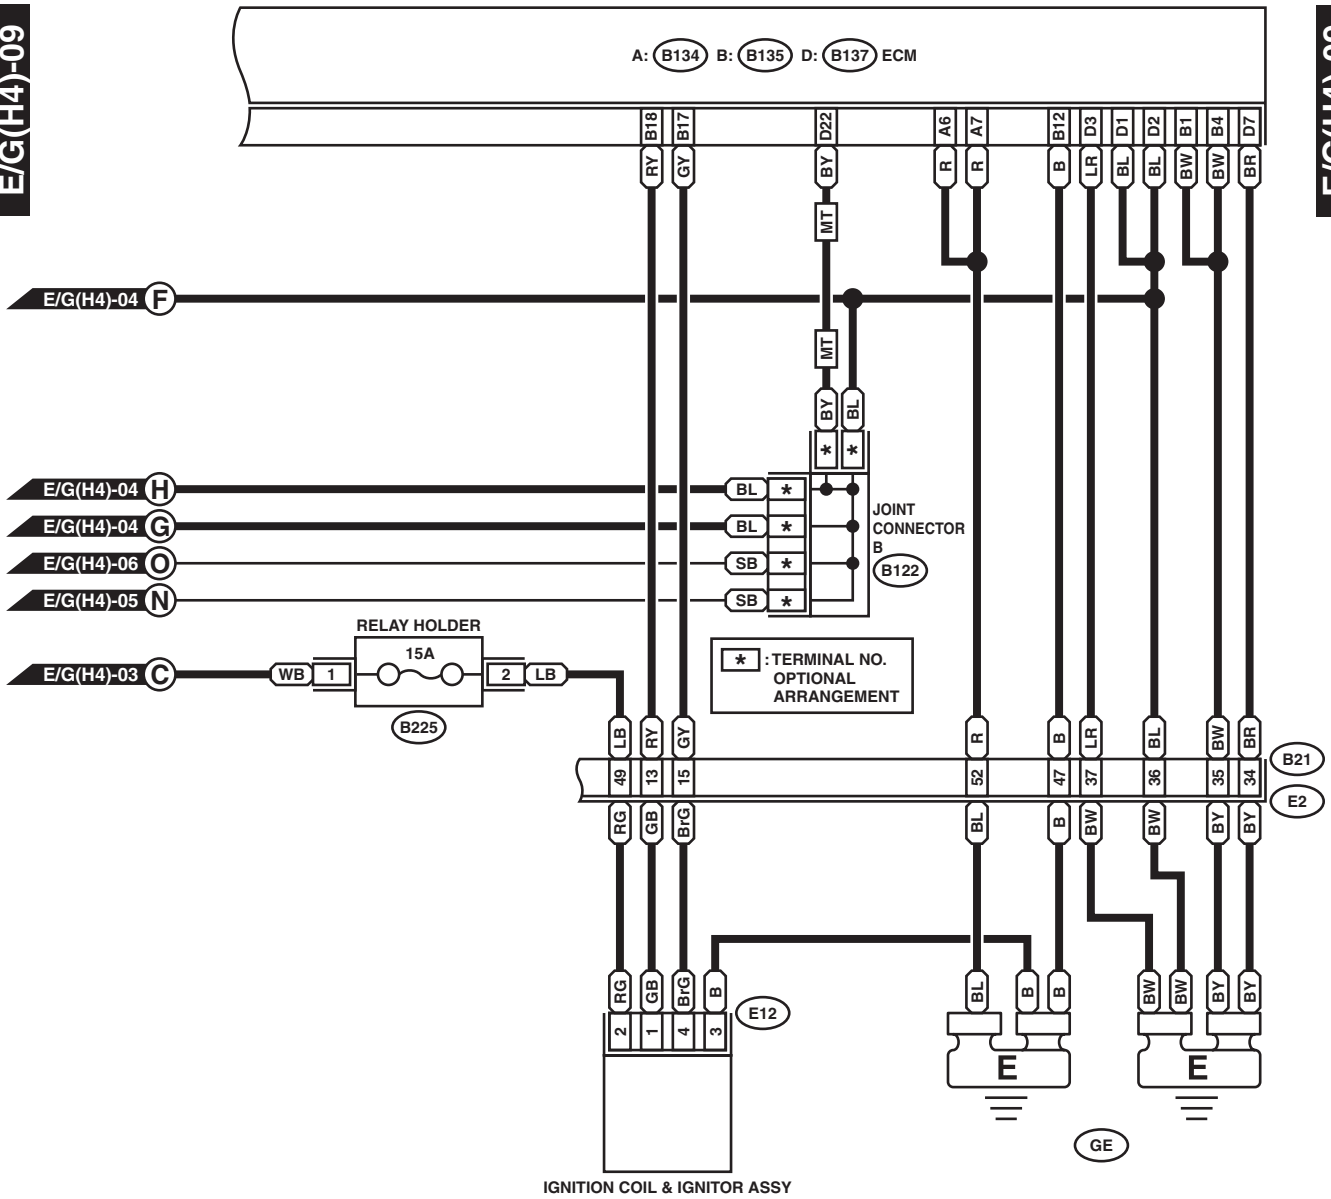 E/G(H4)-09
E/G(H4)-09
A: B134 B: B135 D: B137 ECM
B18 B17 D22 A6 A7 B12 D3 D1 D2 B1 B4 D7
RY GY BY R R B LR BL BL BW BW BR
MT
E/G(H4)-04 F
MT
BY BL
* *
E/G(H4)-04 H BL *
E/G(H4)-04 G BL *
E/G(H4)-06 O SB *
E/G(H4)-05 N SB *
JOINT
CONNECTOR
B
B122
RELAY HOLDER
15A
E/G(H4)-03 C WB 1 2 LB
B225
* : TERMINAL NO.
OPTIONAL
ARRANGEMENT
LB RY GY R B LR BL BW BR
49 13 15 52 47 37 36 35 34
B21
E2
RG GB BrG BL B BW BW BY BY
RG GB BrG B BL B B BW BW BY BY
2 1 4 3
E12
E E
GE
IGNITION COIL & IGNITOR ASSY